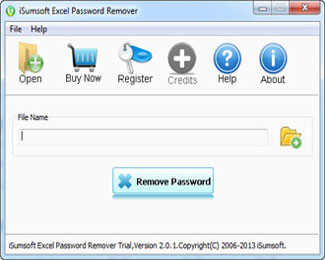 iSumsoft Excel Password Remover
File Help
Open Buy Now Register Credits Help About
File Name
Remove Password
iSumsoft Excel Password Remover Trial,Version 2.0.1.Copyright(C) 2006-2013 iSumsoft.